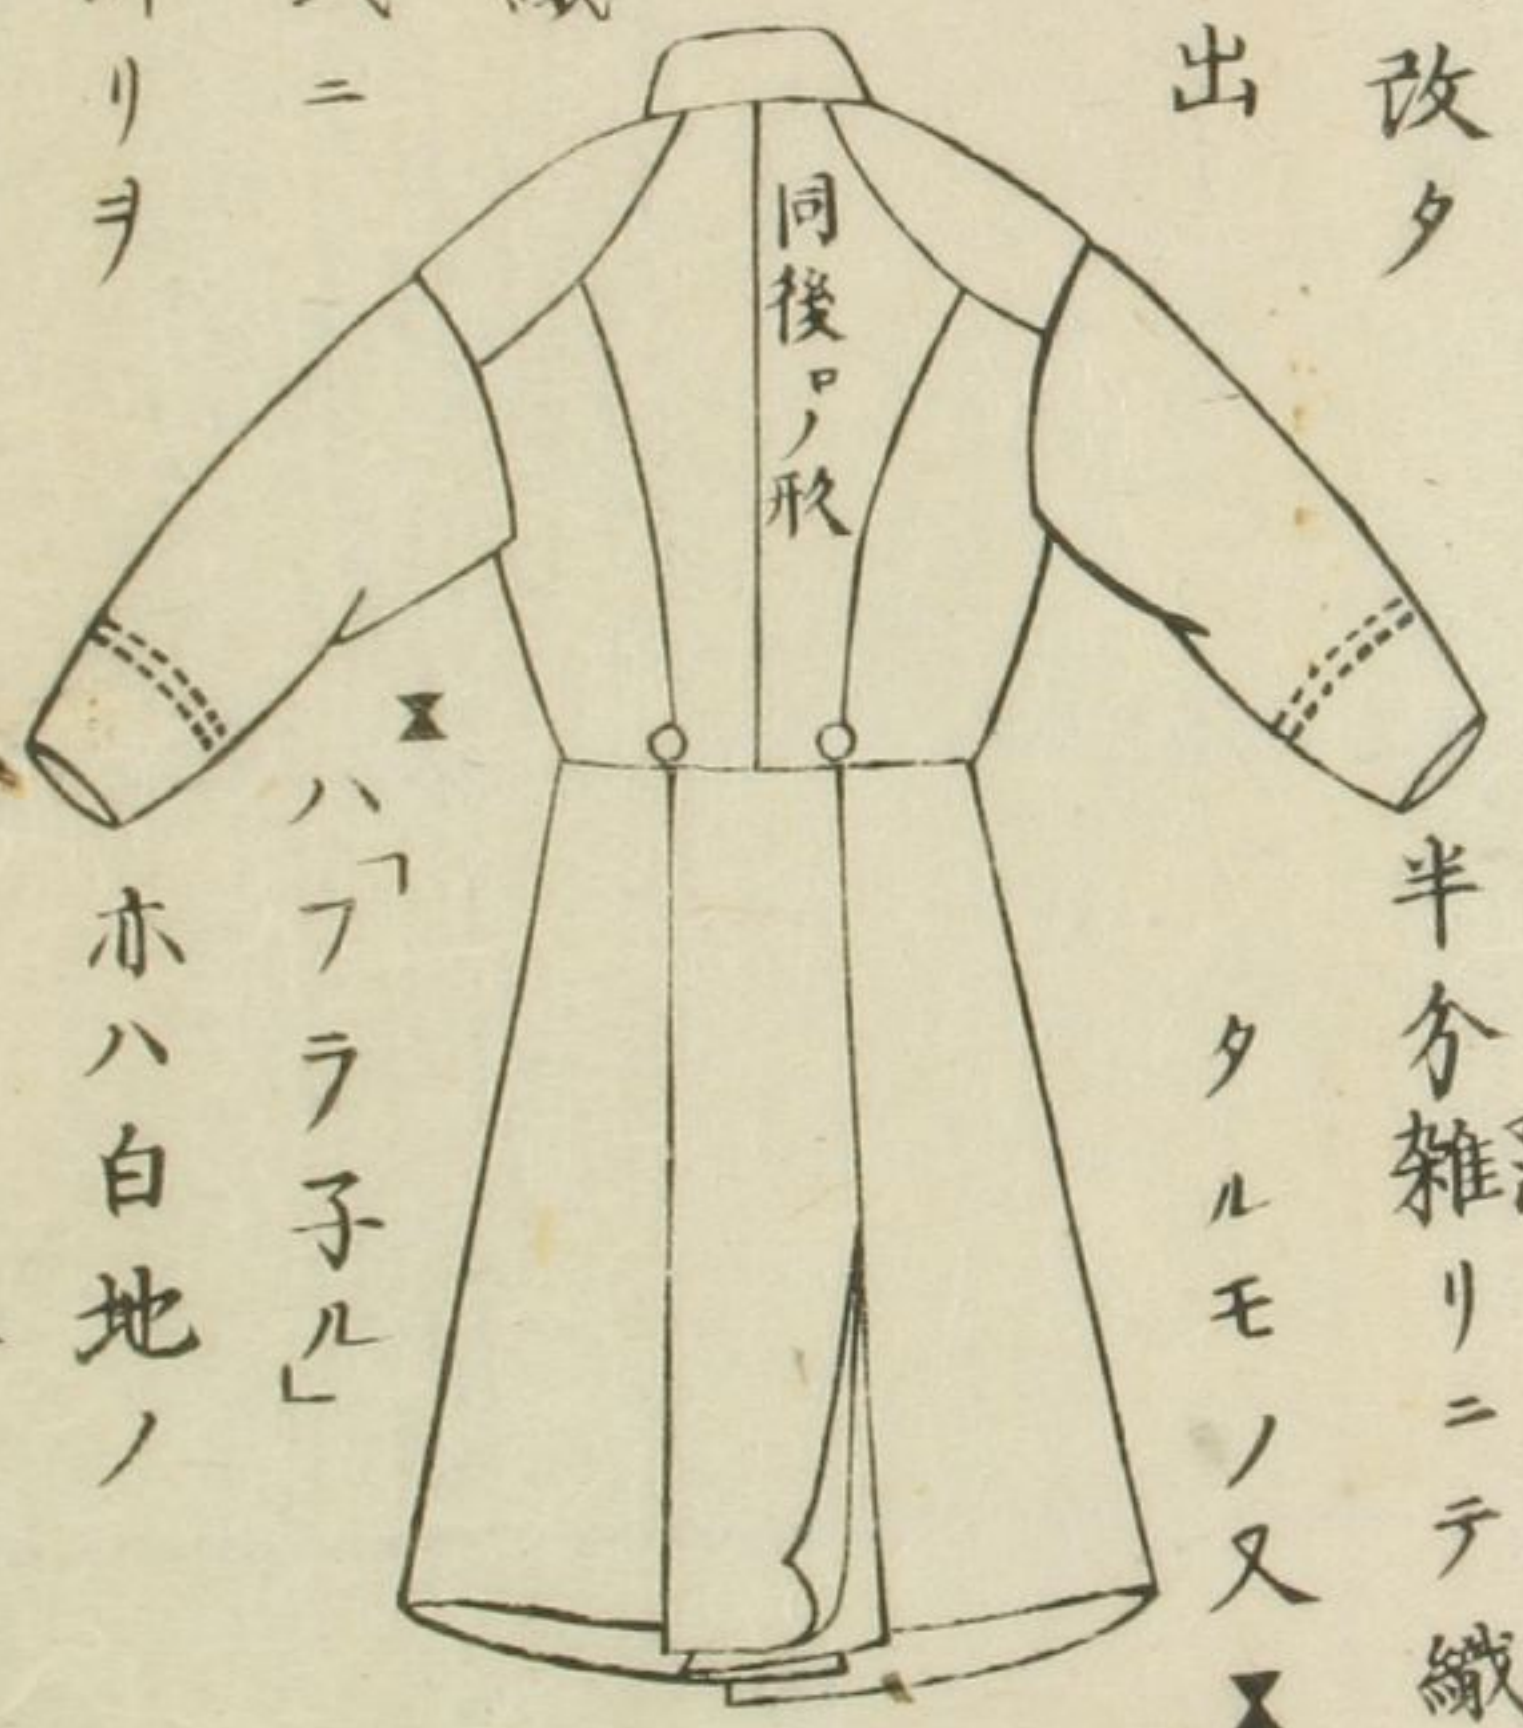 改タ
半分雑リニテ織
出
タルモノ又
同後ロノ形
ニ
ハ「フラ子ル」
リヲ
亦ハ白地ノ